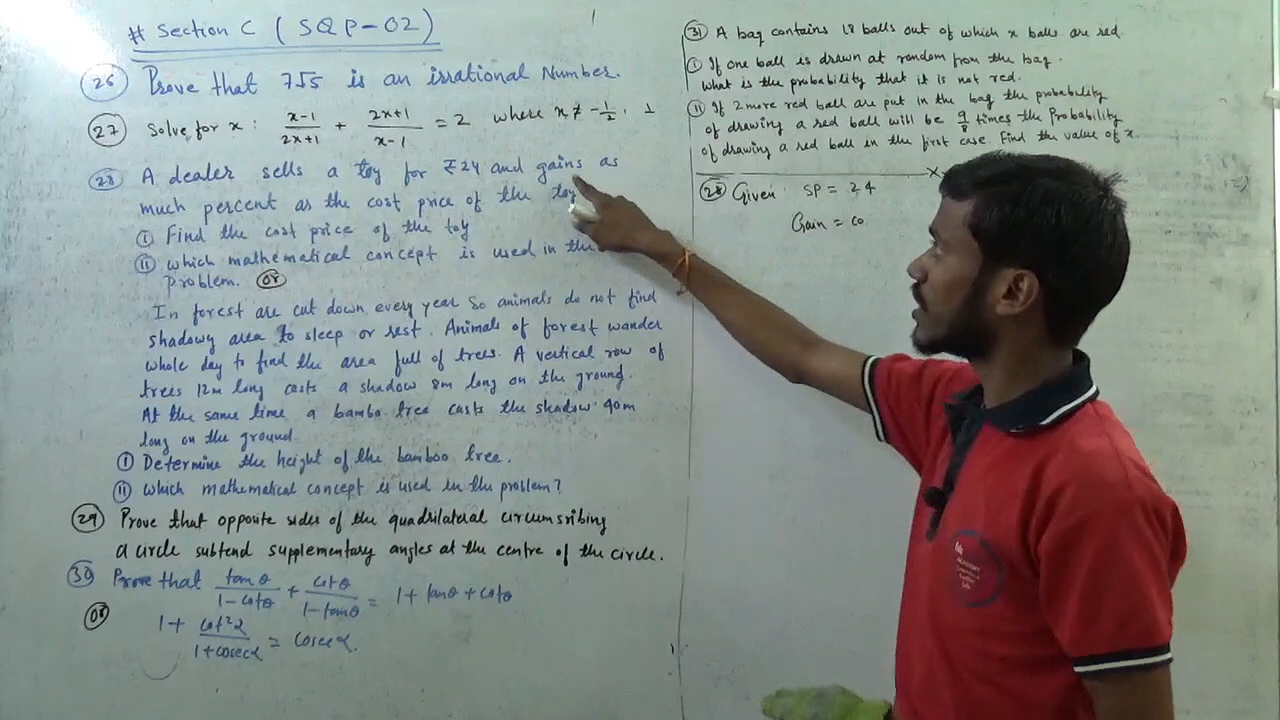 # Section C ( SQP-02 )
26 Prove that 7√5 is an irrational Number.
27 Solve for x : (x-1)/(2x+1) + (2x+1)/(x-1) = 2 where x ≠ -1/2, 1
28 A dealer sells a toy for ₹24 and gains as
much percent as the cost price of the toy
(i) Find the cost price of the toy
(ii) which mathematical concept is used in the
problem. (or)
In forest are cut down every year so animals do not find
shadowy area to sleep or rest. Animals of forest wander
whole day to find the area full of trees. A vertical row of
trees 12m long casts a shadow 8m long on the ground.
At the same time a bambo tree casts the shadow 40m
long on the ground
(i) Determine the height of the bamboo tree.
(ii) which mathematical concept is used in the problem?
29 Prove that opposite sides of the quadrilateral circumsribing
a circle subtend supplementary angles at the centre of the circle.
30 Prove that tanθ/(1-cotθ) + cotθ/(1-tanθ) = 1+tanθ+cotθ
(or)
1 + cot²α/(1+cosecα) = cosecα.
31 A bag contains 18 balls out of which x balls are red.
(i) If one ball is drawn at random from the bag.
What is the probability that it is not red.
(ii) If 2 more red ball are put in the bag the probability
of drawing a red ball will be 9/8 times the Probability
of drawing a red ball in the first case Find the value of x.
28 Given SP = 24
Gain = co
ACADEMY